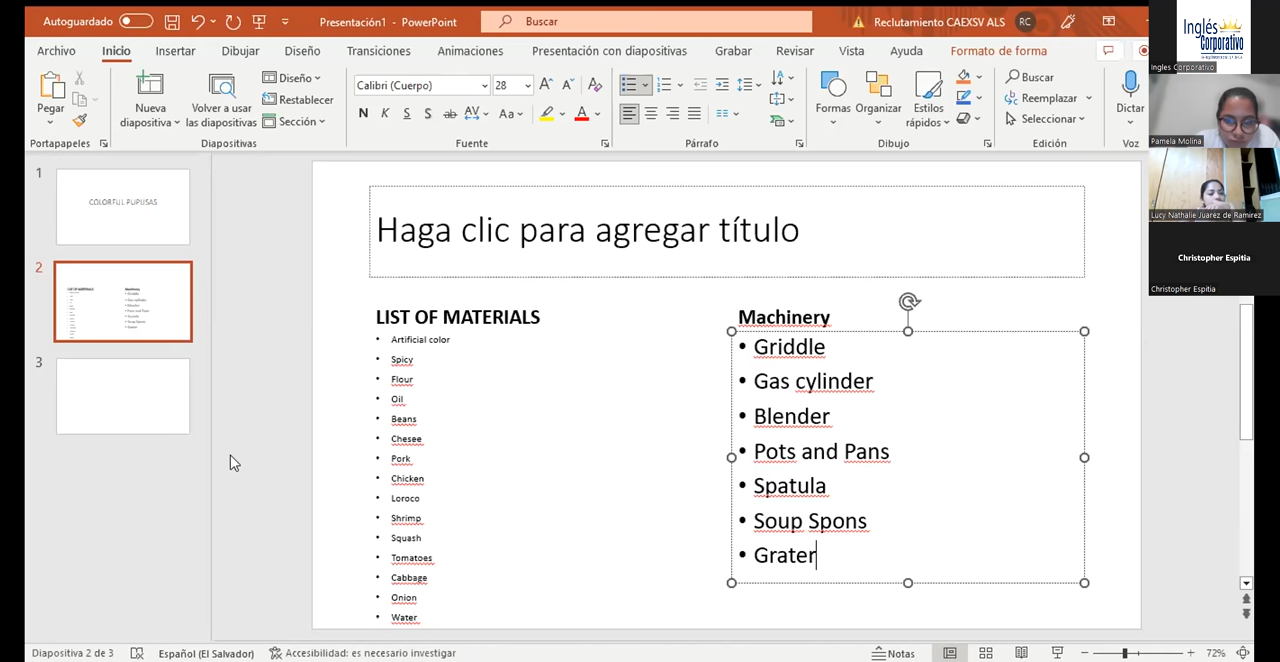 Autoguardado
Presentación1 - PowerPoint
Buscar
Reclutamiento CAEXSV ALS
RC
Archivo
Inicio
Insertar
Dibujar
Diseño
Transiciones
Animaciones
Presentación con diapositivas
Grabar
Revisar
Vista
Ayuda
Formato de forma
Pegar
Nueva diapositiva
Volver a usar las diapositivas
Diseño
Restablecer
Sección
Calibri (Cuerpo)
28
N K S S ab AV Aa
Formas
Organizar
Estilos rápidos
Buscar
Reemplazar
Seleccionar
Dictar
Portapapeles
Diapositivas
Fuente
Párrafo
Dibujo
Edición
Voz
Inglés
Corporativo
Ingles Corporativo
Pamela Molina
Lucy Nathalie Juarez de Ramirez
Christopher Espitia
Christopher Espitia
1
COLORFUL PUPUSAS
2
3
Haga clic para agregar título
LIST OF MATERIALS
• Artificial color
• Spicy
• Flour
• Oil
• Beans
• Chesee
• Pork
• Chicken
• Loroco
• Shrimp
• Squash
• Tomatoes
• Cabbage
• Onion
• Water
Machinery
• Griddle
• Gas cylinder
• Blender
• Pots and Pans
• Spatula
• Soup Spons
• Grater
Diapositiva 2 de 3
Español (El Salvador)
Accesibilidad: es necesario investigar
Notas
72%